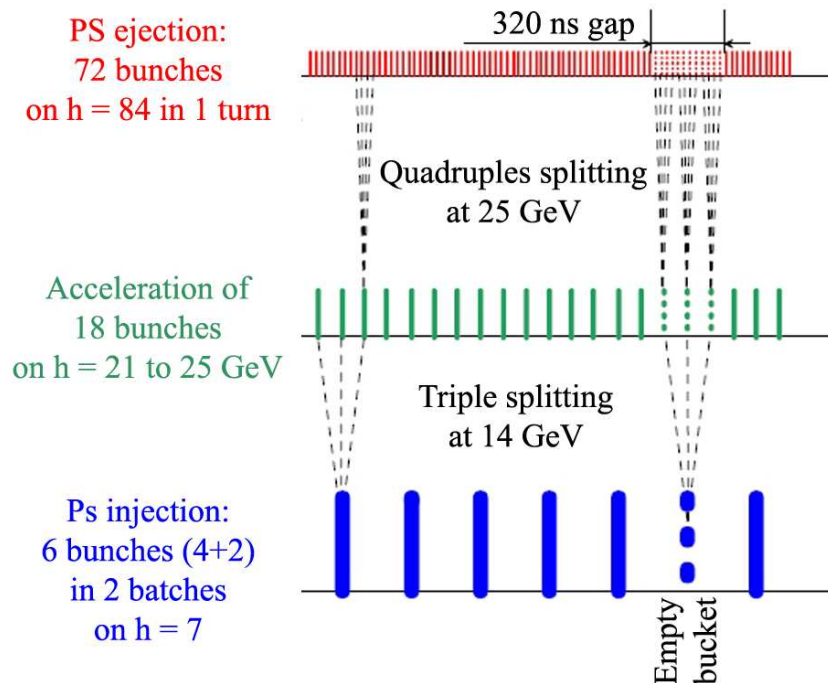 PS ejection:
72 bunches
on h = 84 in 1 turn
320 ns gap
Quadruples splitting
at 25 GeV
Acceleration of
18 bunches
on h = 21 to 25 GeV
Triple splitting
at 14 GeV
Ps injection:
6 bunches (4+2)
in 2 batches
on h = 7
Empty
bucket